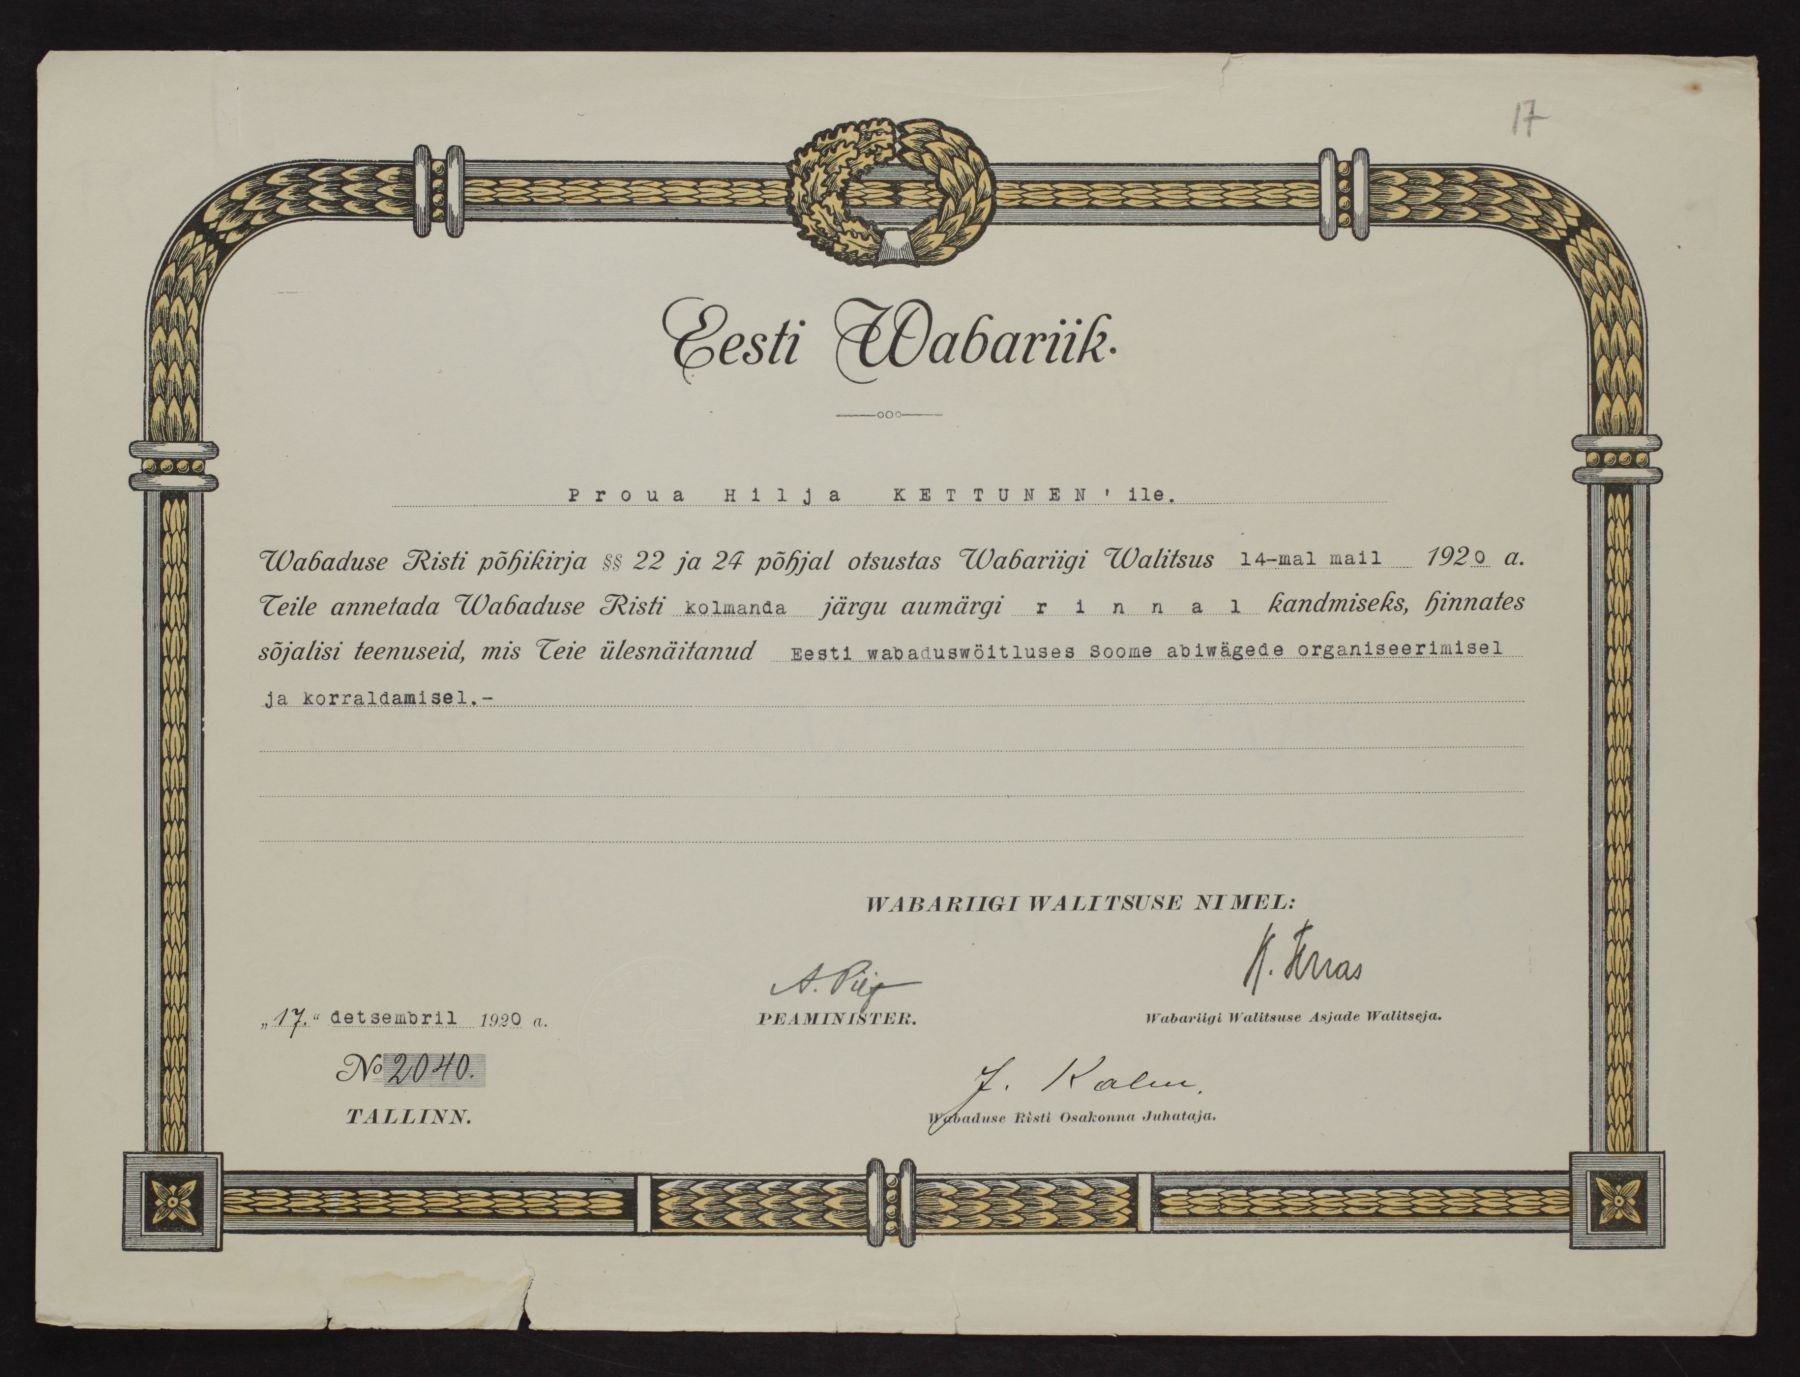 17
Eesti Wabariik.
Proua Hilja KETTUNEN'ile.
Wabaduse Risti põhikirja §§ 22 ja 24 põhjal otsustas Wabariigi Walitsus 14-mal mail 1920 a.
Teile annetada Wabaduse Risti kolmanda järgu aumärgi rinnal kandmiseks, hinnates
sõjalisi teenuseid, mis Teie ülesnäitanud Eesti wabaduswöitluses Soome abiwägede organiseerimisel
ja korraldamisel.-
WABARIIGI WALITSUSE NIMEL:
A. Piip
K. Terras
„17.“ detsembril 1920 a.
PEAMINISTER.
Wabariigi Walitsuse Asjade Walitseja.
No 2040.
J. Kalm.
TALLINN.
Wabaduse Risti Osakonna Juhataja.